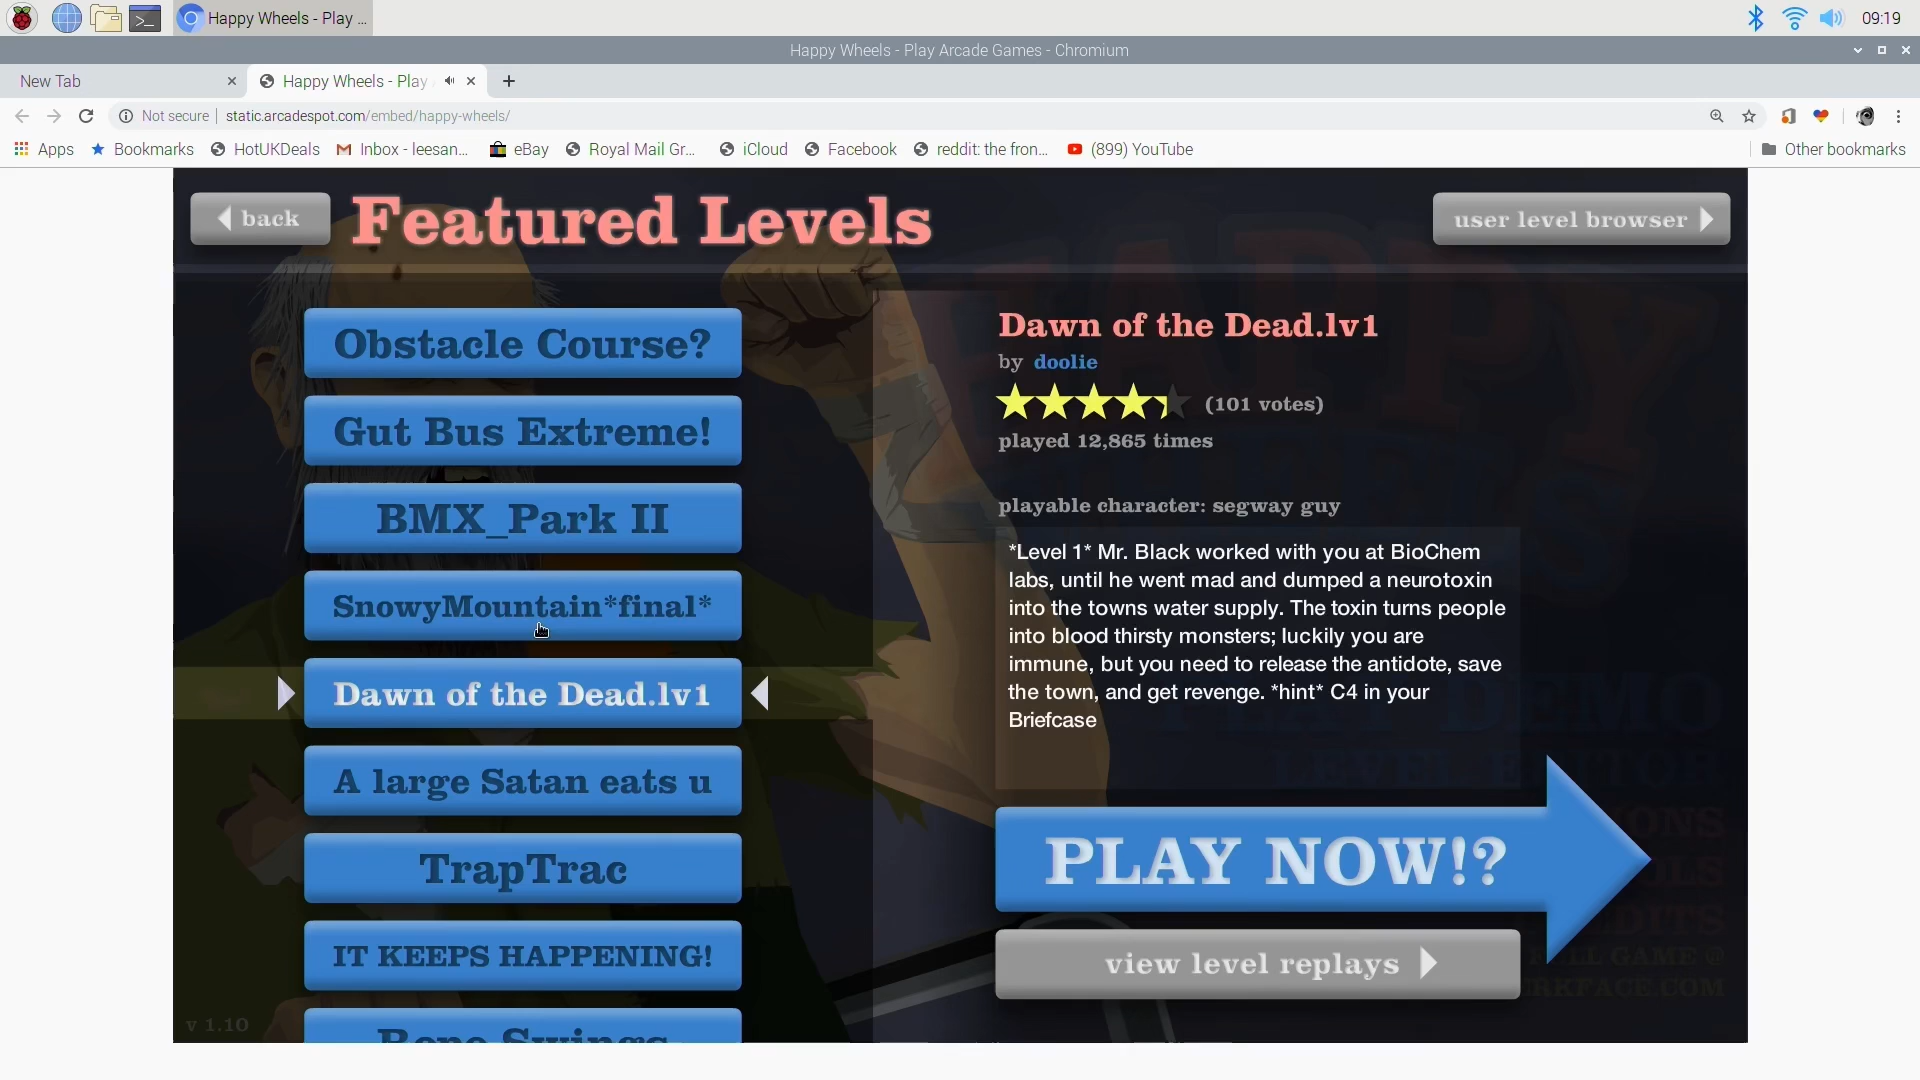 Happy Wheels - Play ...
09:19
Happy Wheels - Play Arcade Games - Chromium
New Tab
Happy Wheels - Play
Not secure
static.arcadespot.com/embed/happy-wheels/
Apps
Bookmarks
HotUKDeals
Inbox - leesan...
eBay
Royal Mail Gr...
iCloud
Facebook
reddit: the fron...
(899) YouTube
Other bookmarks
back
Featured Levels
user level browser
Obstacle Course?
Gut Bus Extreme!
BMX_Park II
SnowyMountain*final*
Dawn of the Dead.lv1
A large Satan eats u
TrapTrac
IT KEEPS HAPPENING!
v 1.10
Dawn of the Dead.lv1
by doolie
(101 votes)
played 12,865 times
playable character: segway guy
*Level 1* Mr. Black worked with you at BioChem
labs, until he went mad and dumped a neurotoxin
into the towns water supply. The toxin turns people
into blood thirsty monsters; luckily you are
immune, but you need to release the antidote, save
the town, and get revenge. *hint* C4 in your
Briefcase
PLAY NOW!?
view level replays